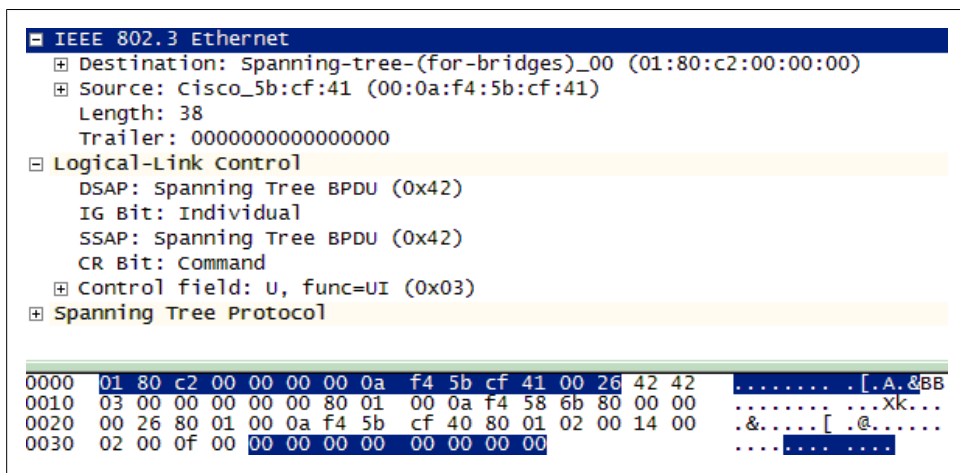 IEEE 802.3 Ethernet
Destination: Spanning-tree-(for-bridges)_00 (01:80:c2:00:00:00)
Source: Cisco_5b:cf:41 (00:0a:f4:5b:cf:41)
Length: 38
Trailer: 0000000000000000
Logical-Link Control
DSAP: Spanning Tree BPDU (0x42)
IG Bit: Individual
SSAP: Spanning Tree BPDU (0x42)
CR Bit: Command
Control field: U, func=UI (0x03)
Spanning Tree Protocol
0000 01 80 c2 00 00 00 00 0a f4 5b cf 41 00 26 42 42 ........ .[.A.&BB
0010 03 00 00 00 00 00 80 01 00 0a f4 58 6b 80 00 00 ........ ...Xk...
0020 00 26 80 01 00 0a f4 5b cf 40 80 01 02 00 14 00 .&.....[ .@......
0030 02 00 0f 00 00 00 00 00 00 00 00 00 ........ ....